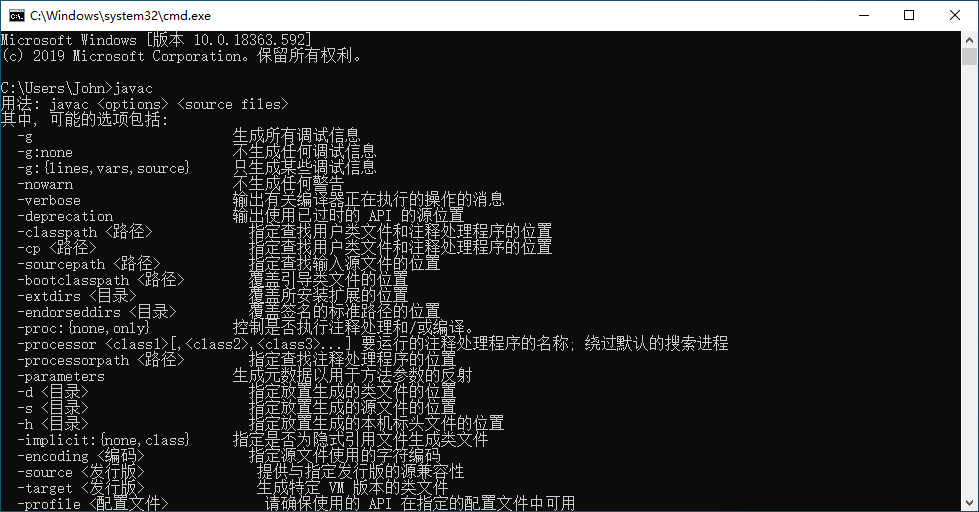 C:\Windows\system32\cmd.exe
Microsoft Windows [版本 10.0.18363.592]
(c) 2019 Microsoft Corporation。保留所有权利。
C:\Users\John>javac
用法: javac <options> <source files>
其中, 可能的选项包括:
-g 生成所有调试信息
-g:none 不生成任何调试信息
-g:{lines,vars,source} 只生成某些调试信息
-nowarn 不生成任何警告
-verbose 输出有关编译器正在执行的操作的消息
-deprecation 输出使用已过时的 API 的源位置
-classpath <路径> 指定查找用户类文件和注释处理程序的位置
-cp <路径> 指定查找用户类文件和注释处理程序的位置
-sourcepath <路径> 指定查找输入源文件的位置
-bootclasspath <路径> 覆盖引导类文件的位置
-extdirs <目录> 覆盖所安装扩展的位置
-endorseddirs <目录> 覆盖签名的标准路径的位置
-proc:{none,only} 控制是否执行注释处理和/或编译。
-processor <class1>[,<class2>,<class3>...] 要运行的注释处理程序的名称; 绕过默认的搜索进程
-processorpath <路径> 指定查找注释处理程序的位置
-parameters 生成元数据以用于方法参数的反射
-d <目录> 指定放置生成的类文件的位置
-s <目录> 指定放置生成的源文件的位置
-h <目录> 指定放置生成的本机标头文件的位置
-implicit:{none,class} 指定是否为隐式引用文件生成类文件
-encoding <编码> 指定源文件使用的字符编码
-source <发行版> 提供与指定发行版的源兼容性
-target <发行版> 生成特定 VM 版本的类文件
-profile <配置文件> 请确保使用的 API 在指定的配置文件中可用